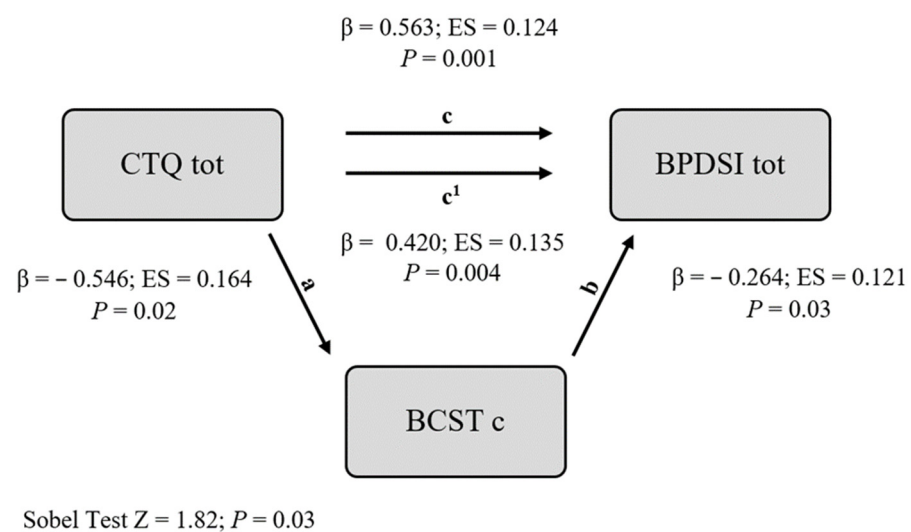 β = 0.563; ES = 0.124
P = 0.001
c
CTQ tot
BPDSI tot
c¹
β = 0.420; ES = 0.135
P = 0.004
β = – 0.546; ES = 0.164
P = 0.02
a
b
β = – 0.264; ES = 0.121
P = 0.03
BCST c
Sobel Test Z = 1.82; P = 0.03